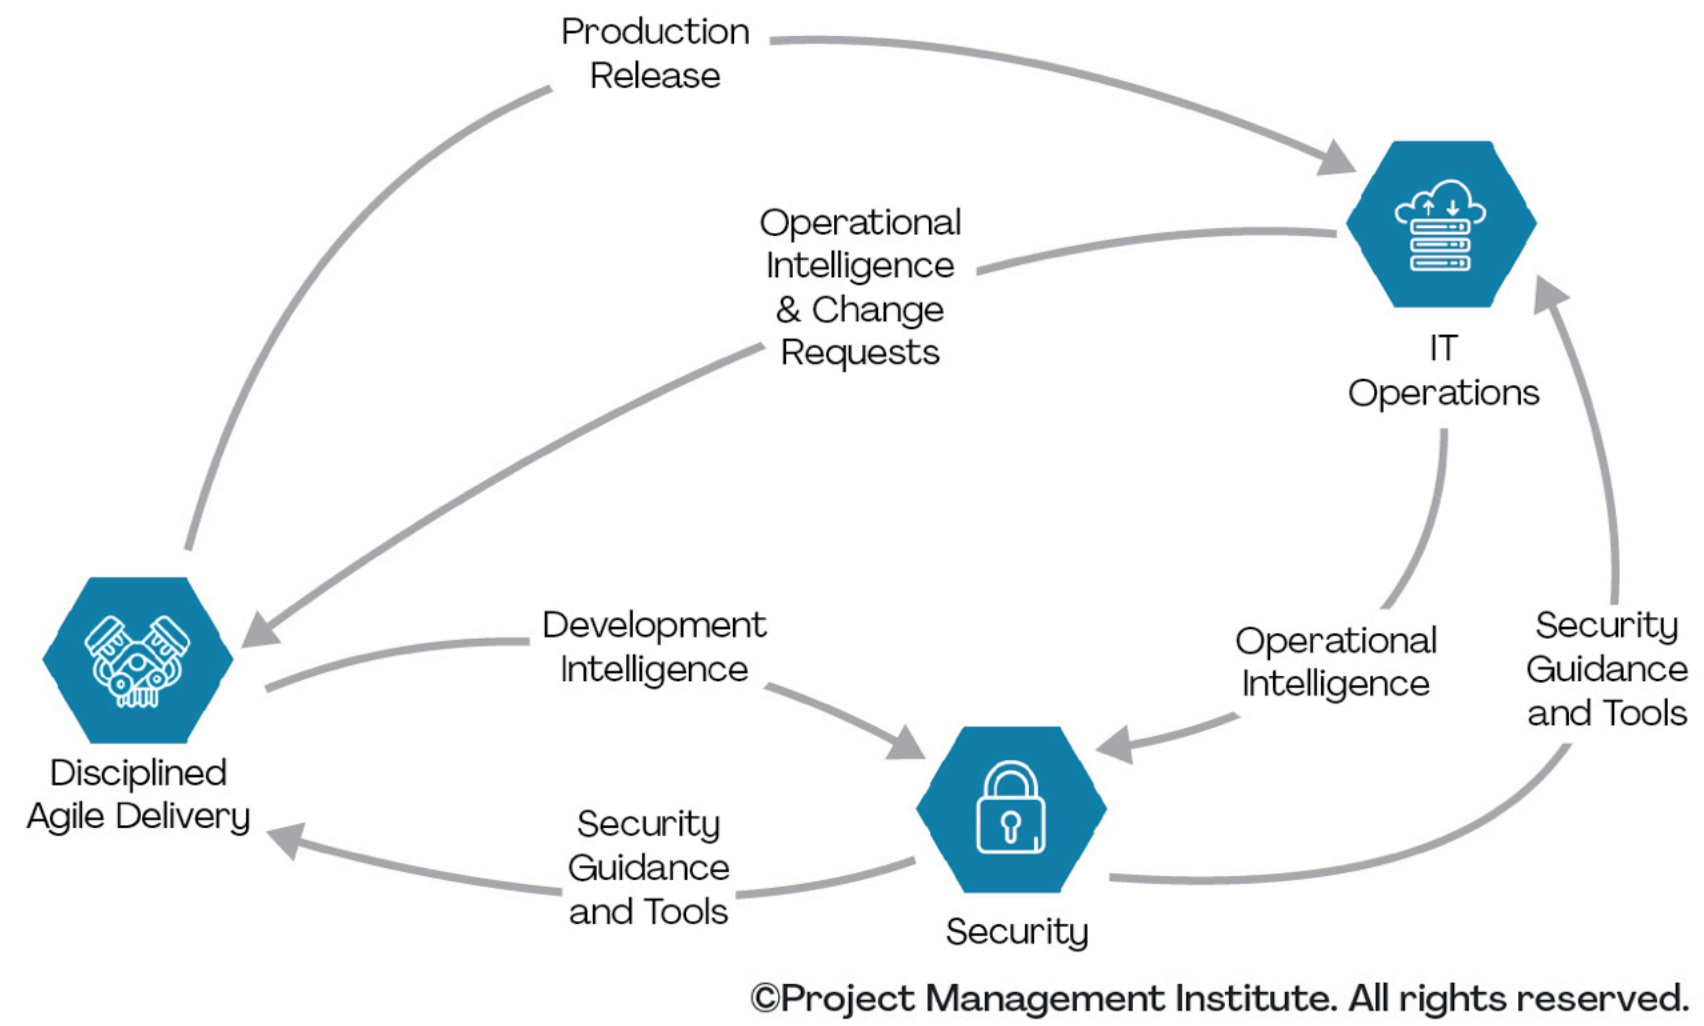 Production
Release
Operational
Intelligence
& Change
Requests
IT
Operations
Development
Intelligence
Operational
Intelligence
Security
Guidance
and Tools
Disciplined
Agile Delivery
Security
Guidance
and Tools
Security
©Project Management Institute. All rights reserved.